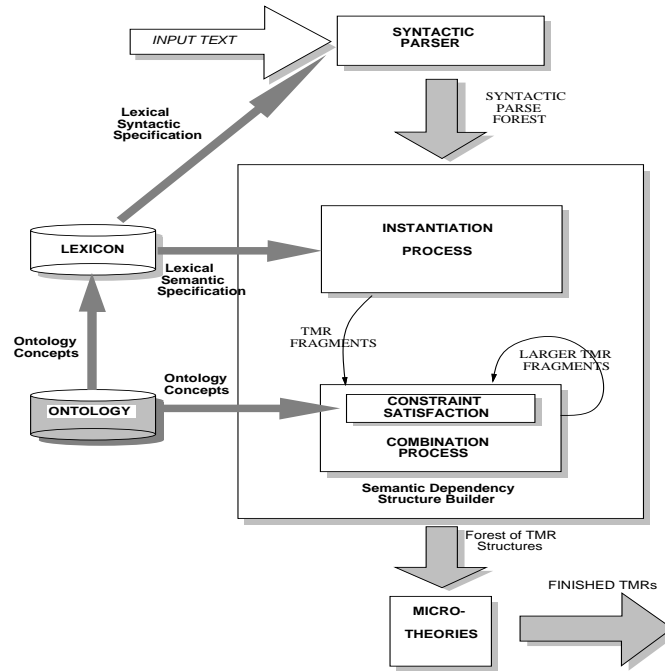 INPUT TEXT
SYNTACTIC
PARSER
Lexical
Syntactic
Specification
SYNTACTIC
PARSE
FOREST
INSTANTIATION
PROCESS
LEXICON
Lexical
Semantic
Specification
TMR
FRAGMENTS
LARGER TMR
FRAGMENTS
Ontology
Concepts
Ontology
Concepts
ONTOLOGY
CONSTRAINT
SATISFACTION
COMBINATION
PROCESS
Semantic Dependency
Structure Builder
Forest of TMR
Structures
FINISHED TMRs
MICRO-
THEORIES